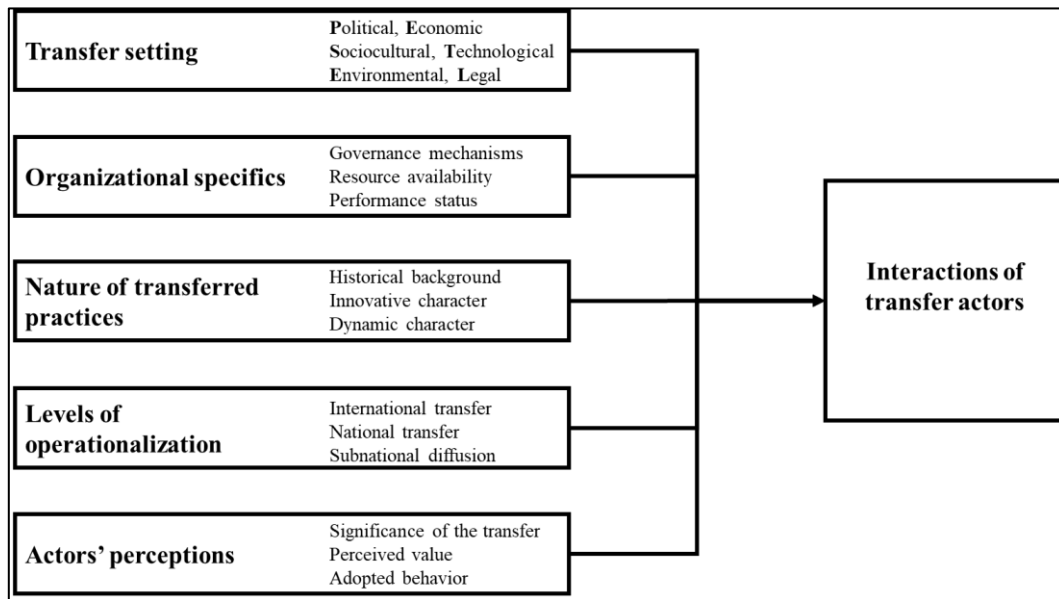 Transfer setting
Political, Economic
Sociocultural, Technological
Environmental, Legal
Organizational specifics
Governance mechanisms
Resource availability
Performance status
Nature of transferred
practices
Historical background
Innovative character
Dynamic character
Levels of
operationalization
International transfer
National transfer
Subnational diffusion
Actors’ perceptions
Significance of the transfer
Perceived value
Adopted behavior
Interactions of
transfer actors